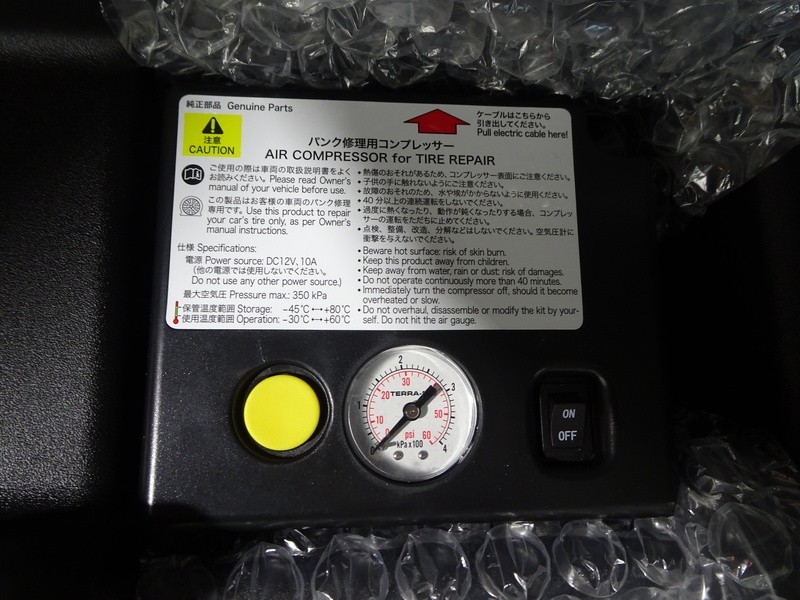 純正部品 Genuine Parts
ケーブルはこちらから
引き出してください。
Pull electric cable here!
注意
CAUTION
パンク修理用コンプレッサー
AIR COMPRESSOR for TIRE REPAIR
ご使用の際は車両の取扱説明書をよく
お読みください。Please read Owner's
manual of your vehicle before use.
この製品はお客様の車両のパンク修理
専用です。Use this product to repair
your car's tire only, as per Owner's
manual instructions.
仕様 Specifications:
電源 Power source: DC12V, 10A
(他の電源では使用しないでください。
Do not use any other power source.)
最大空気圧 Pressure max.: 350 kPa
保管温度範囲 Storage: −45℃↔+80℃
使用温度範囲 Operation: −30℃↔+60℃
• 熱傷のおそれがあるため、コンプレッサー表面にご注意ください。
• 子供の手に触れないようにご注意ください。
• 故障のおそれのため、水や埃がかからないように使用ください。
• 40分以上の連続運転をしないでください。
• 過度に熱くなったり、動作が鈍くなったりする場合、コンプレッ
サーの運転をただちに止めてください。
• 点検、整備、改造、分解などはしないでください。空気圧計に
衝撃を与えないでください。
• Beware hot surface: risk of skin burn.
• Keep this product away from children.
• Keep away from water, rain or dust: risk of damages.
• Do not operate continuously more than 40 minutes.
• Immediately turn the compressor off, should it become
overheated or slow.
• Do not overhaul, disassemble or modify the kit by your-
self. Do not hit the air gauge.
0 1 2 3 4
0 10 20 30 50 60
TERRA-
psi
kPa x100
ON
OFF